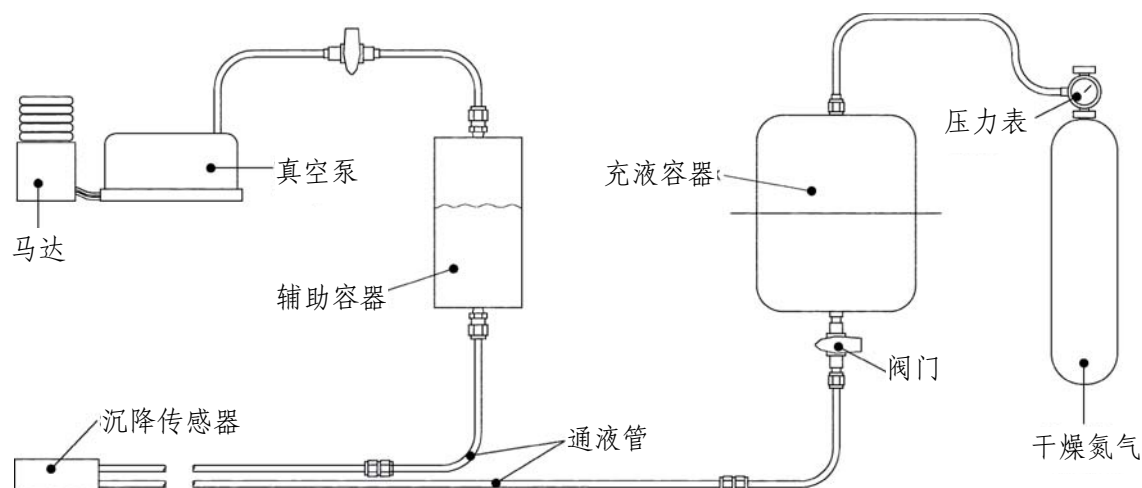 压力表
真空泵
充液容器
马达
辅助容器
阀门
沉降传感器
通液管
干燥氮气